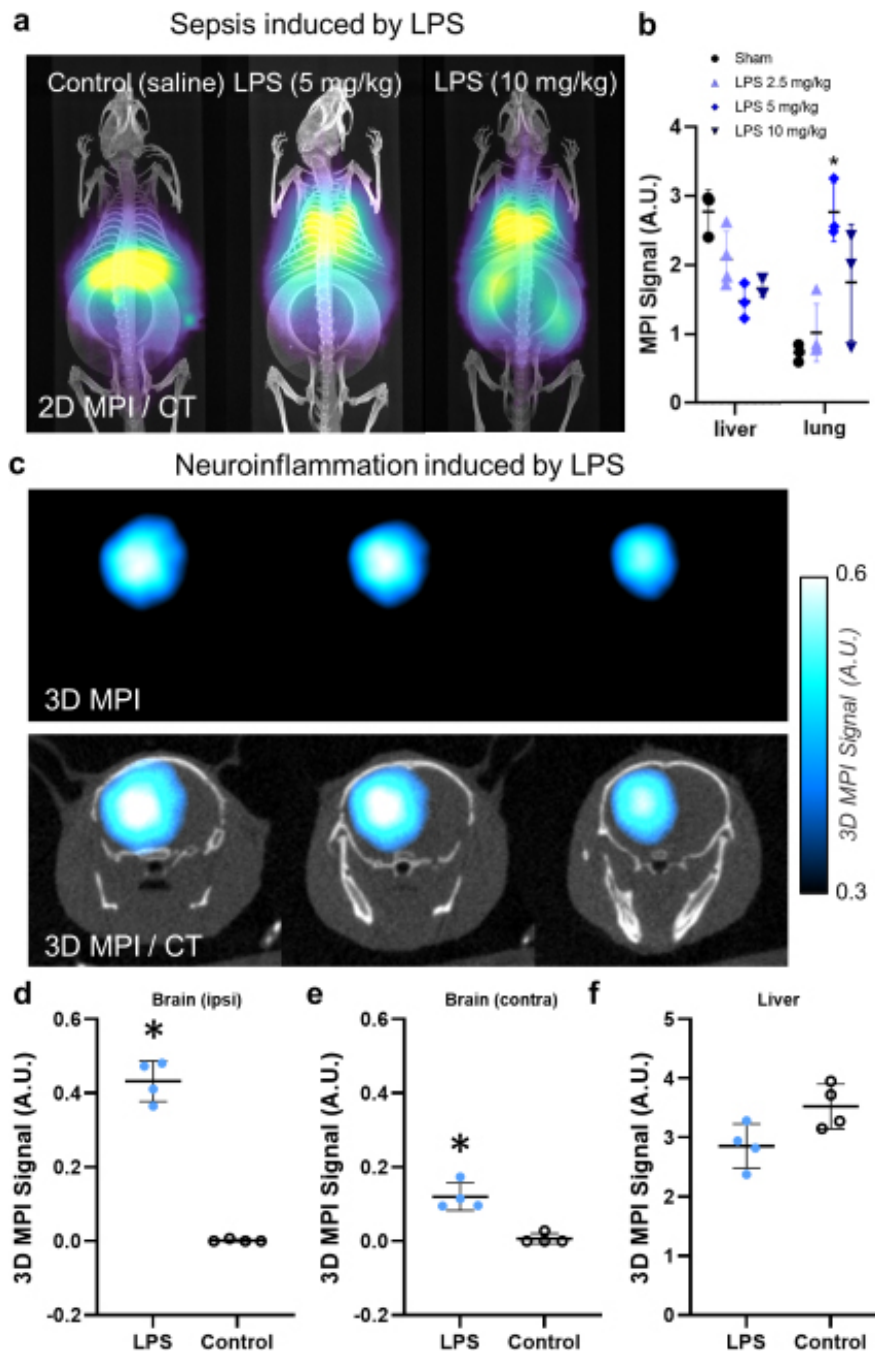 a
Sepsis induced by LPS
Control (saline)
LPS (5 mg/kg)
LPS (10 mg/kg)
2D MPI / CT
b
Sham
LPS 2.5 mg/kg
LPS 5 mg/kg
LPS 10 mg/kg
MPI Signal (A.U.)
4
3
2
1
0
*
liver
lung
c
Neuroinflammation induced by LPS
3D MPI
3D MPI / CT
0.6
3D MPI Signal (A.U.)
0.3
d
Brain (ipsi)
3D MPI Signal (A.U.)
0.6
0.4
0.2
0.0
-0.2
*
LPS
Control
e
Brain (contra)
3D MPI Signal (A.U.)
0.6
0.4
0.2
0.0
-0.2
*
LPS
Control
f
Liver
3D MPI Signal (A.U.)
5
4
3
2
1
0
LPS
Control